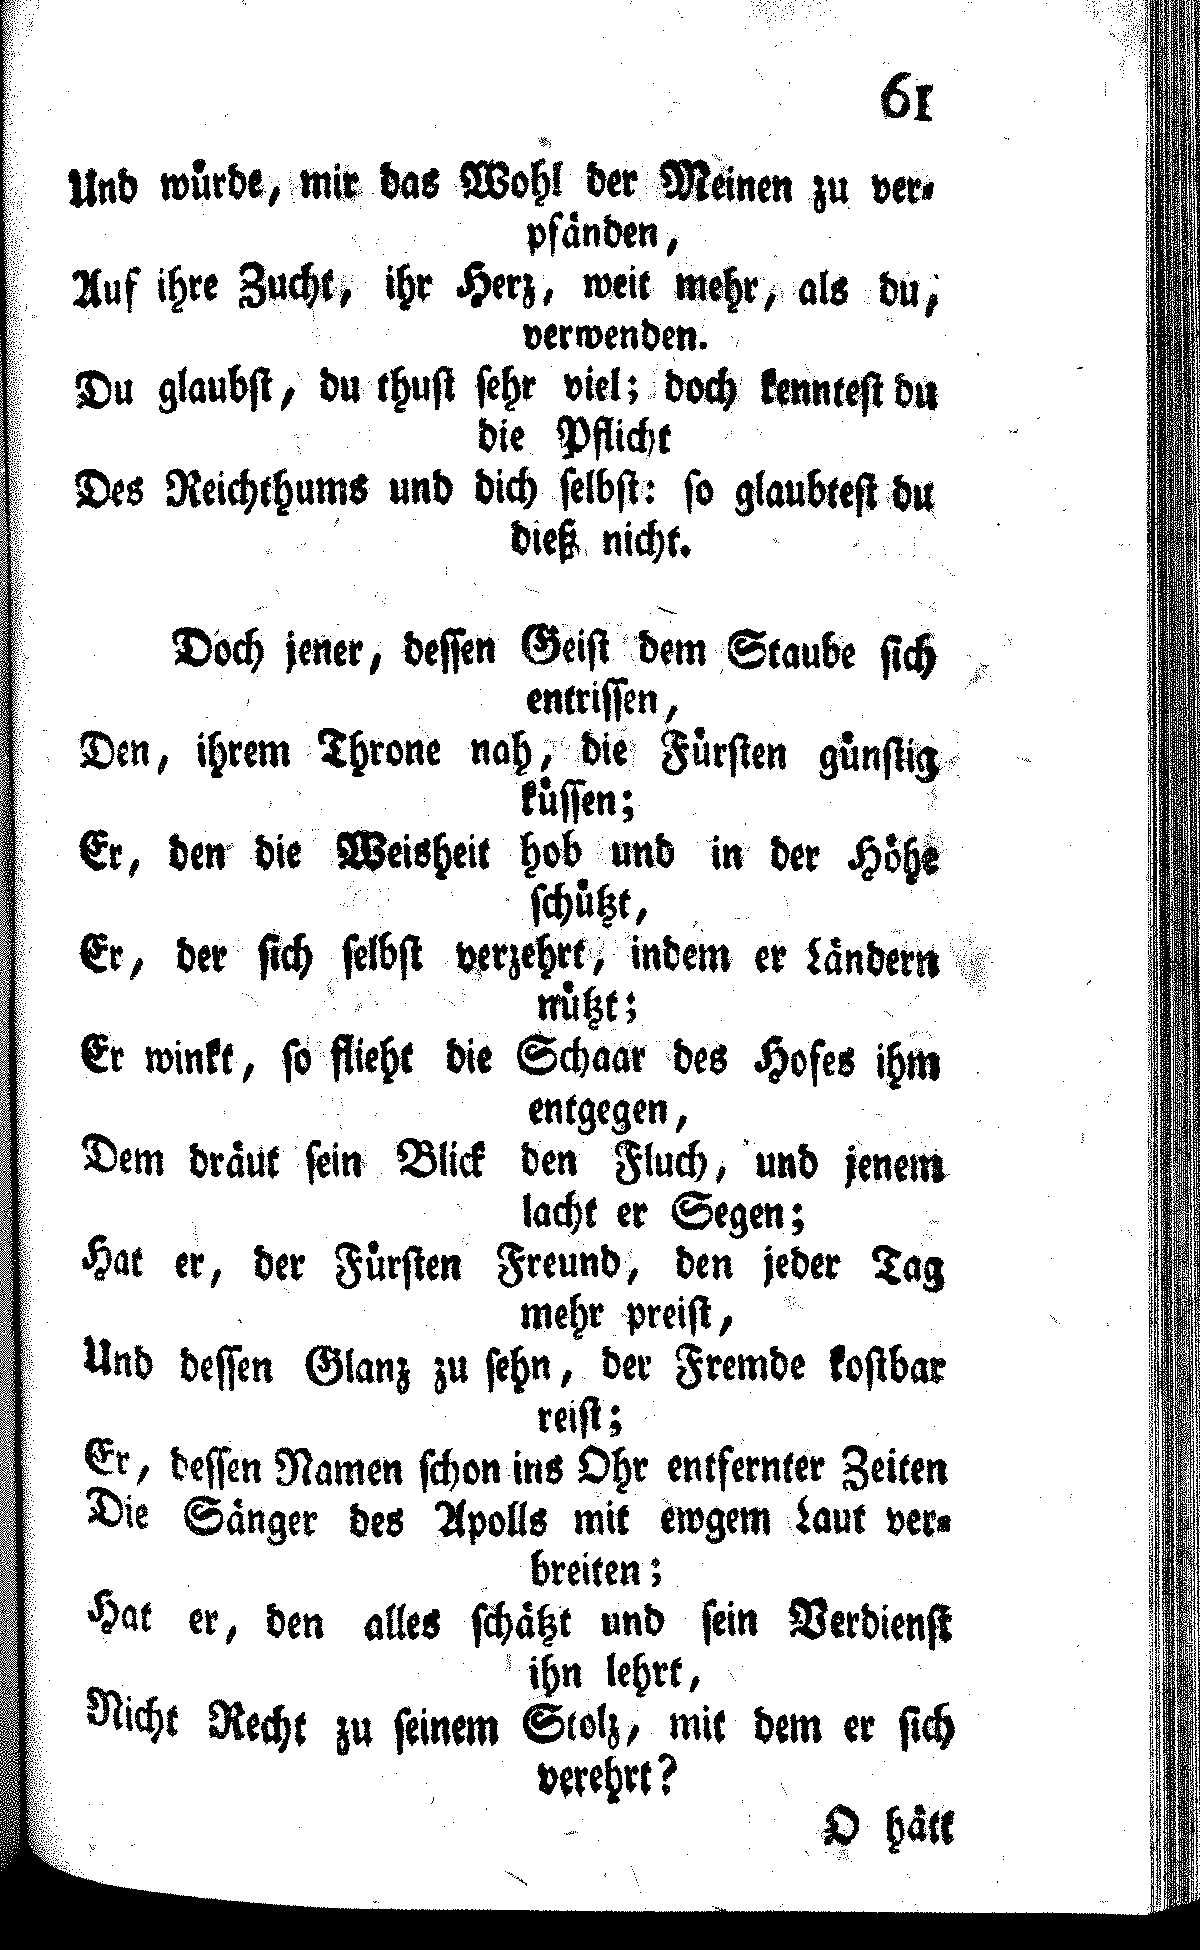 61
Und würde, mir das Wohl der Meinen zu ver-
pfänden,
Auf ihre Zucht, ihr Herz, weit mehr, als du,
verwenden.
Du glaubst, du thust sehr viel; doch kenntest du
die Pflicht
Des Reichthums und dich selbst: so glaubtest du
dieß nicht.
Doch jener, dessen Geist dem Staube sich
entrissen,
Den, ihrem Throne nah, die Fürsten günstig
küssen;
Er, den die Weisheit hob und in der Höhe
schützt,
Er, der sich selbst verzehrt, indem er Ländern
nützt;
Er winkt, so flieht die Schaar des Hofes ihm
entgegen,
Dem dräut sein Blick den Fluch, und jenem
lacht er Segen;
Hat er, der Fürsten Freund, den jeder Tag
mehr preist,
Und dessen Glanz zu sehn, der Fremde kostbar
reist;
Er, dessen Namen schon ins Ohr entfernter Zeiten
Die Sänger des Apolls mit ewgem Laut ver-
breiten;
Hat er, den alles schätzt und sein Verdienst
ihn lehrt,
Nicht Recht zu seinem Stolz, mit dem er sich
verehrt?
O hätt